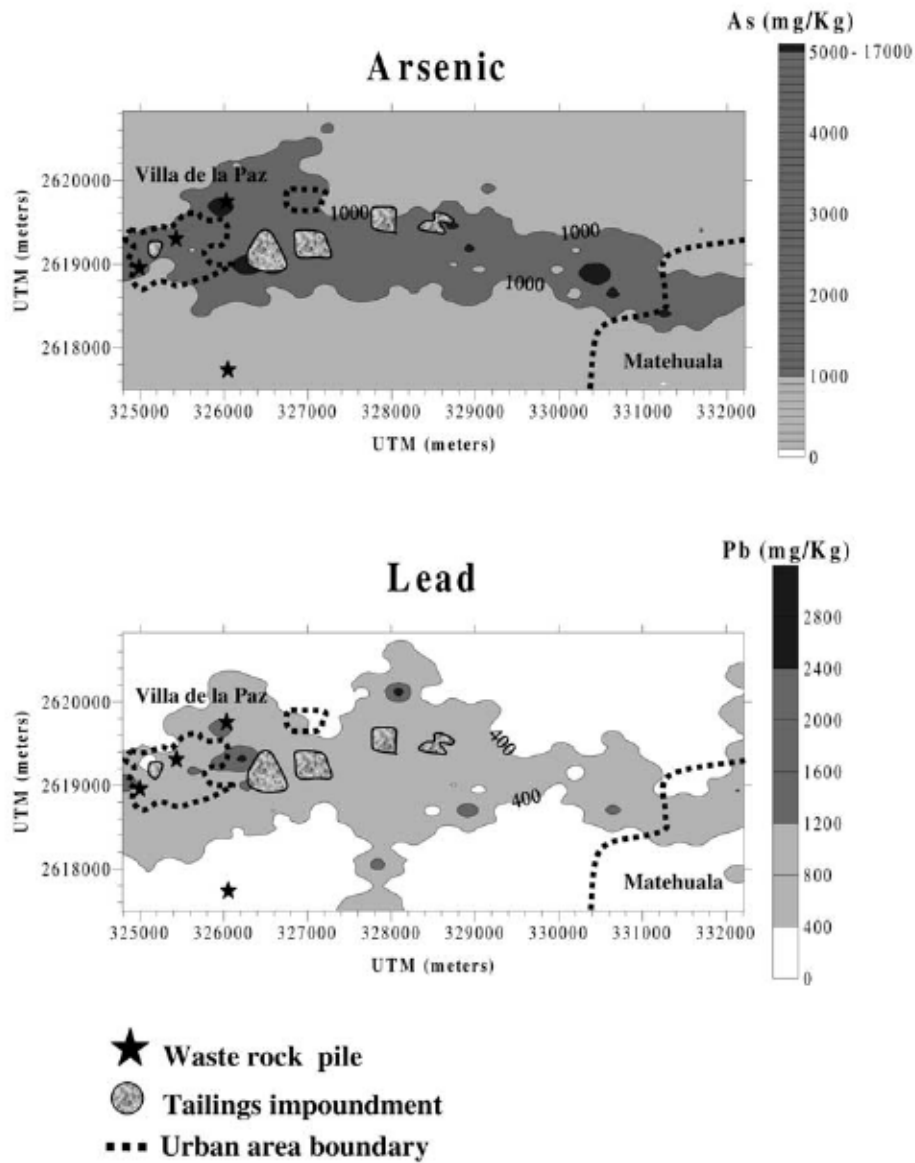 As (mg/Kg)
Arsenic
5000 - 17000
4000
3000
2000
1000
0
UTM (meters)
2620000
2619000
2618000
Villa de la Paz
1000
1000
1000
Matehuala
325000 326000 327000 328000 329000 330000 331000 332000
UTM (meters)
Pb (mg/Kg)
Lead
2800
2400
2000
1600
1200
800
400
0
UTM (meters)
2620000
2619000
2618000
Villa de la Paz
400
400
Matehuala
325000 326000 327000 328000 329000 330000 331000 332000
UTM (meters)
Waste rock pile
Tailings impoundment
Urban area boundary